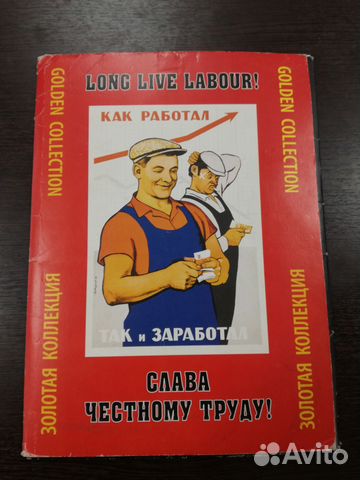 LONG LIVE LABOUR!
GOLDEN COLLECTION
GOLDEN COLLECTION
КАК РАБОТАЛ
ТАК и ЗАРАБОТАЛ
ЗОЛОТАЯ КОЛЛЕКЦИЯ
ЗОЛОТАЯ КОЛЛЕКЦИЯ
СЛАВА
ЧЕСТНОМУ ТРУДУ!
Avito